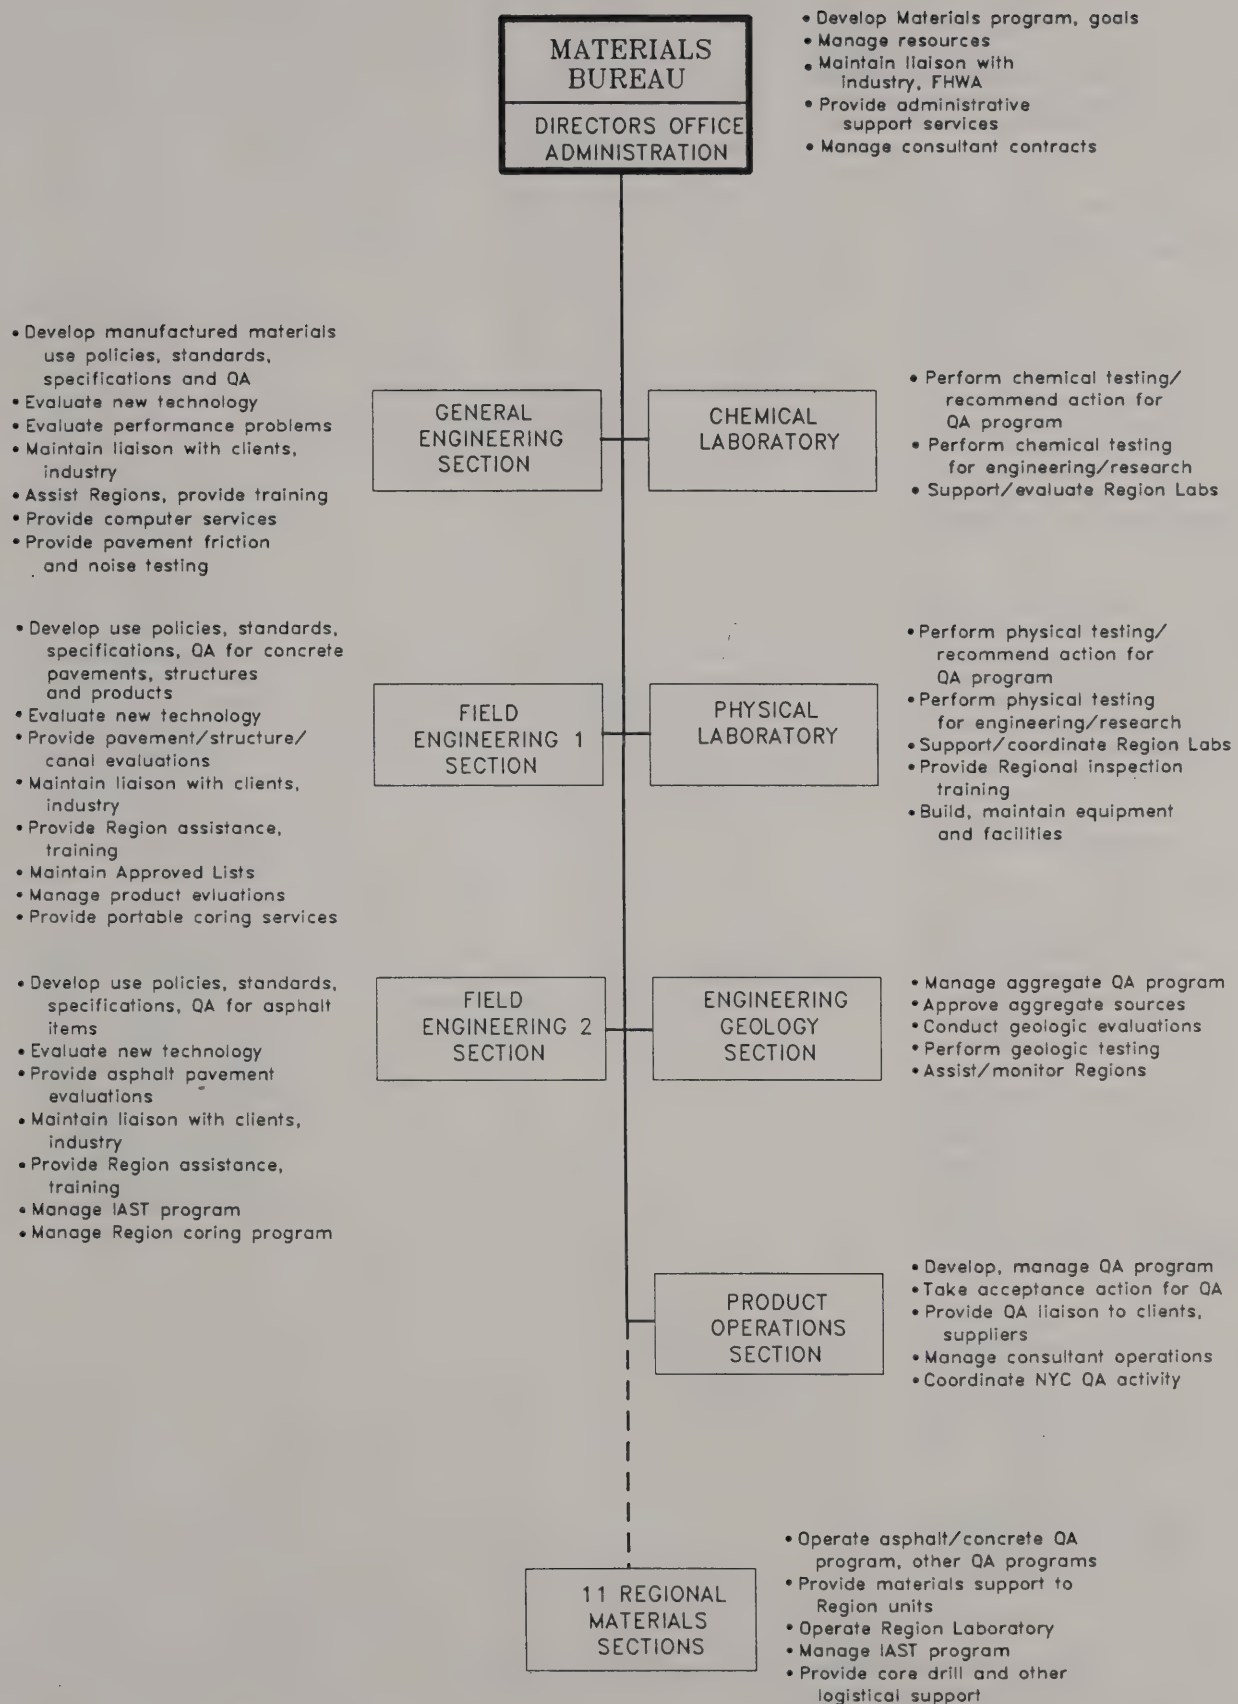 MATERIALS
BUREAU
DIRECTORS OFFICE
ADMINISTRATION
• Develop Materials program, goals
• Manage resources
• Maintain liaison with
industry, FHWA
• Provide administrative
support services
• Manage consultant contracts
• Develop manufactured materials
use policies, standards,
specifications and QA
• Evaluate new technology
• Evaluate performance problems
• Maintain liaison with clients,
industry
• Assist Regions, provide training
• Provide computer services
• Provide pavement friction
and noise testing
GENERAL
ENGINEERING
SECTION
CHEMICAL
LABORATORY
• Perform chemical testing/
recommend action for
QA program
• Perform chemical testing
for engineering/research
• Support/evaluate Region Labs
• Develop use policies, standards,
specifications, QA for concrete
pavements, structures
and products
• Evaluate new technology
• Provide pavement/structure/
canal evaluations
• Maintain liaison with clients,
industry
• Provide Region assistance,
training
• Maintain Approved Lists
• Manage product evluations
• Provide portable coring services
FIELD
ENGINEERING 1
SECTION
PHYSICAL
LABORATORY
• Perform physical testing/
recommend action for
QA program
• Perform physical testing
for engineering/research
• Support/coordinate Region Labs
• Provide Regional inspection
training
• Build, maintain equipment
and facilities
• Develop use policies, standards,
specifications, QA for asphalt
items
• Evaluate new technology
• Provide asphalt pavement
evaluations
• Maintain liaison with clients,
industry
• Provide Region assistance,
training
• Manage IAST program
• Manage Region coring program
FIELD
ENGINEERING 2
SECTION
ENGINEERING
GEOLOGY
SECTION
• Manage aggregate QA program
• Approve aggregate sources
• Conduct geologic evaluations
• Perform geologic testing
• Assist/monitor Regions
PRODUCT
OPERATIONS
SECTION
• Develop, manage QA program
• Take acceptance action for QA
• Provide QA liaison to clients,
suppliers
• Manage consultant operations
• Coordinate NYC QA activity
11 REGIONAL
MATERIALS
SECTIONS
• Operate asphalt/concrete QA
program, other QA programs
• Provide materials support to
Region units
• Operate Region Laboratory
• Manage IAST program
• Provide core drill and other
logistical support